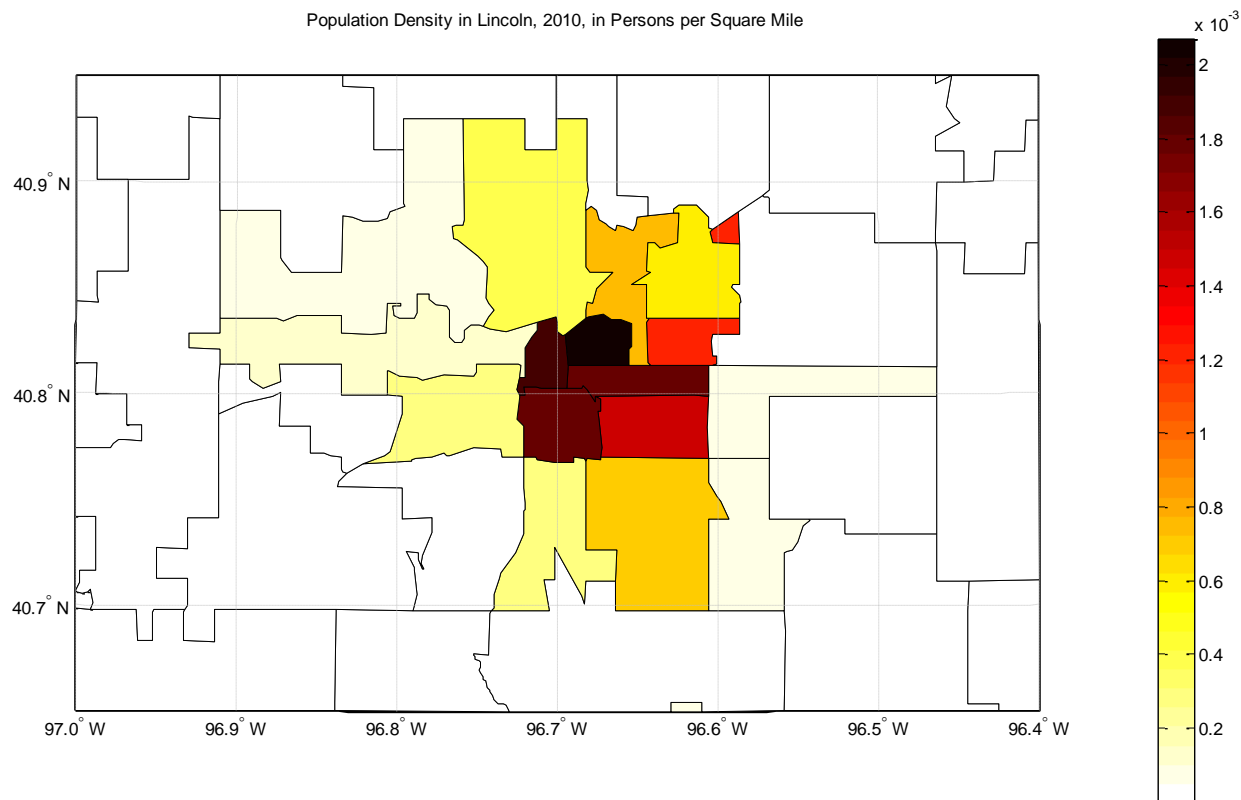 Population Density in Lincoln, 2010, in Persons per Square Mile
x 10⁻³
2
1.8
1.6
1.4
1.2
1
0.8
0.6
0.4
0.2
40.9° N
40.8° N
40.7° N
97.0° W 96.9° W 96.8° W 96.7° W 96.6° W 96.5° W 96.4° W